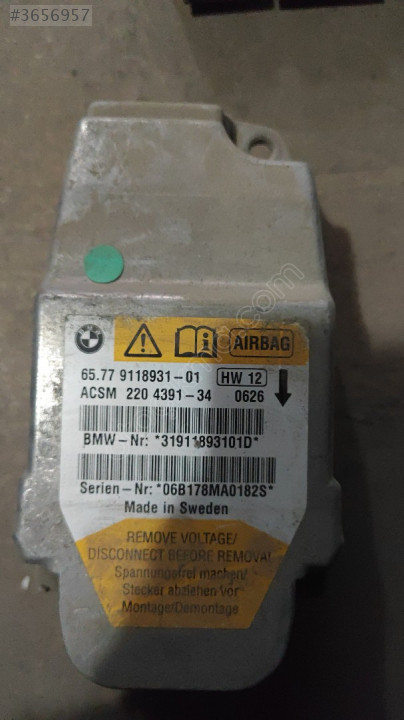 #3656957
BMW
AIRBAG
65.77 9118931-01 HW 12
ACSM 220 4391-34 0626
BMW-Nr: *31911893101D*
Serien-Nr: *06B178MA0182S*
Made in Sweden
REMOVE VOLTAGE/
DISCONNECT BEFORE REMOVAL
Spannungsfrei machen/
Stecker abziehen vor
Montage/Demontage